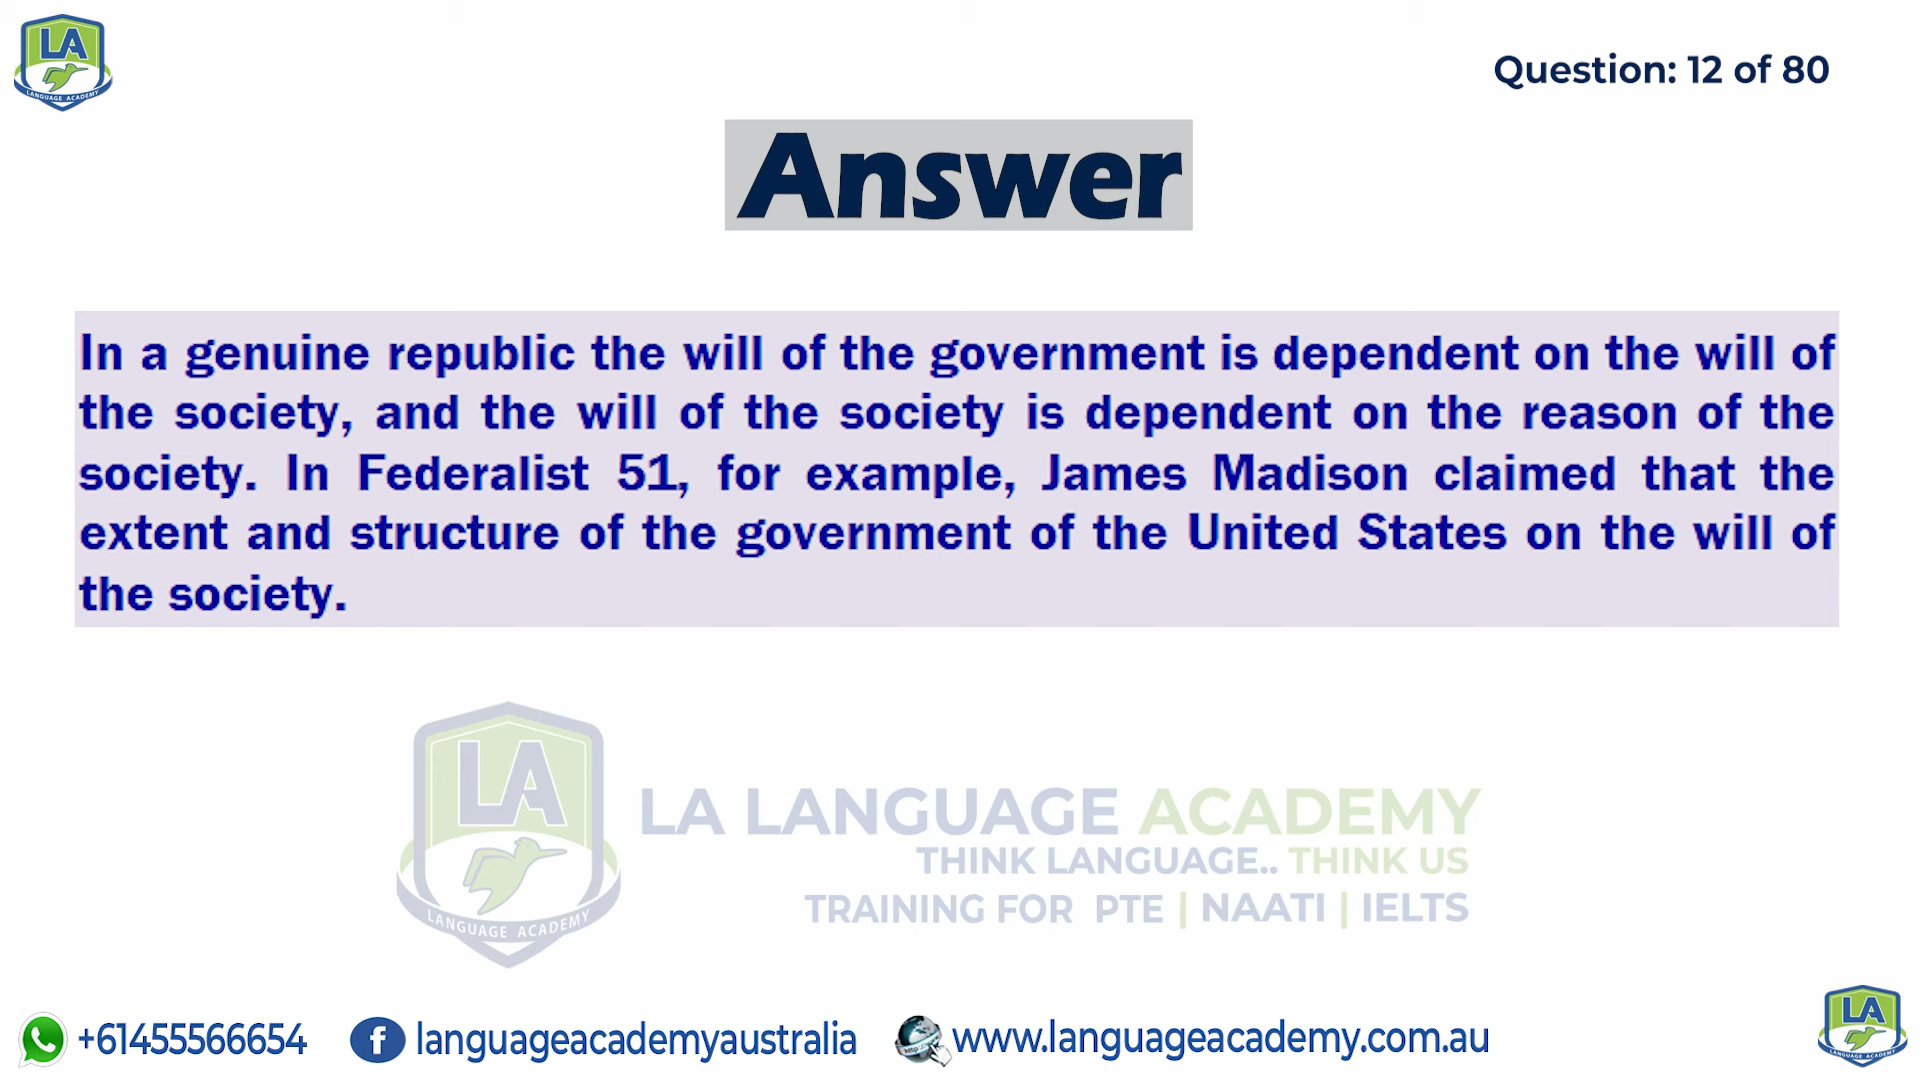 LA
LANGUAGE ACADEMY
Question: 12 of 80
Answer
In a genuine republic the will of the government is dependent on the will of
the society, and the will of the society is dependent on the reason of the
society. In Federalist 51, for example, James Madison claimed that the
extent and structure of the government of the United States on the will of
the society.
LA
LANGUAGE ACADEMY
LA LANGUAGE ACADEMY
THINK LANGUAGE.. THINK US
TRAINING FOR PTE | NAATI | IELTS
+61455566654
languageacademyaustralia
www.languageacademy.com.au
LA
LANGUAGE ACADEMY